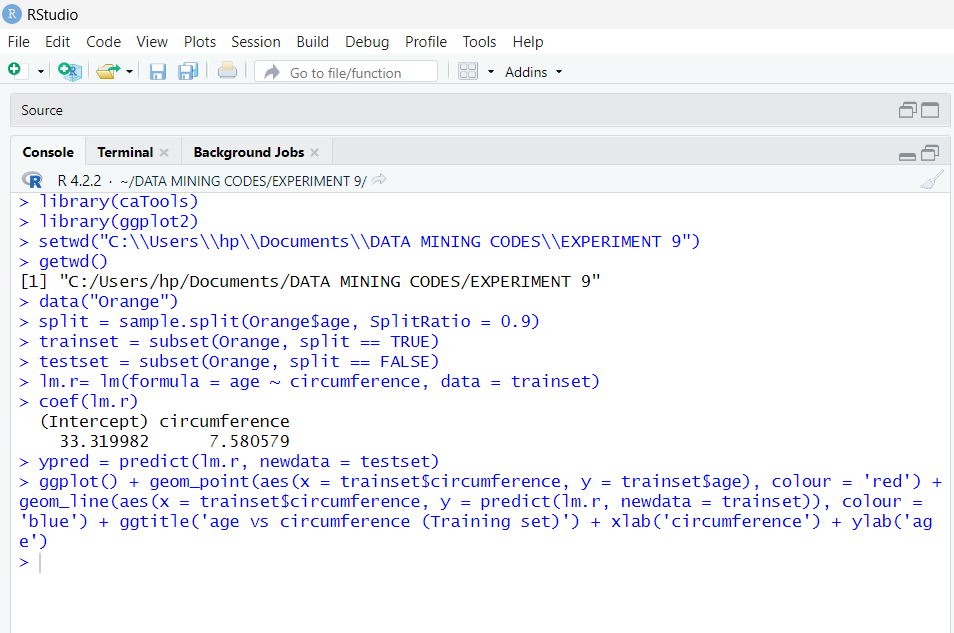 RStudio
File Edit Code View Plots Session Build Debug Profile Tools Help
Go to file/function Addins
Source
Console Terminal Background Jobs
R 4.2.2 · ~/DATA MINING CODES/EXPERIMENT 9/
> library(caTools)
> library(ggplot2)
> setwd("C:\\Users\\hp\\Documents\\DATA MINING CODES\\EXPERIMENT 9")
> getwd()
[1] "C:/Users/hp/Documents/DATA MINING CODES/EXPERIMENT 9"
> data("Orange")
> split = sample.split(Orange$age, SplitRatio = 0.9)
> trainset = subset(Orange, split == TRUE)
> testset = subset(Orange, split == FALSE)
> lm.r= lm(formula = age ~ circumference, data = trainset)
> coef(lm.r)
(Intercept) circumference
33.319982 7.580579
> ypred = predict(lm.r, newdata = testset)
> ggplot() + geom_point(aes(x = trainset$circumference, y = trainset$age), colour = 'red') +
geom_line(aes(x = trainset$circumference, y = predict(lm.r, newdata = trainset)), colour =
'blue') + ggtitle('age vs circumference (Training set)') + xlab('circumference') + ylab('ag
e')
>